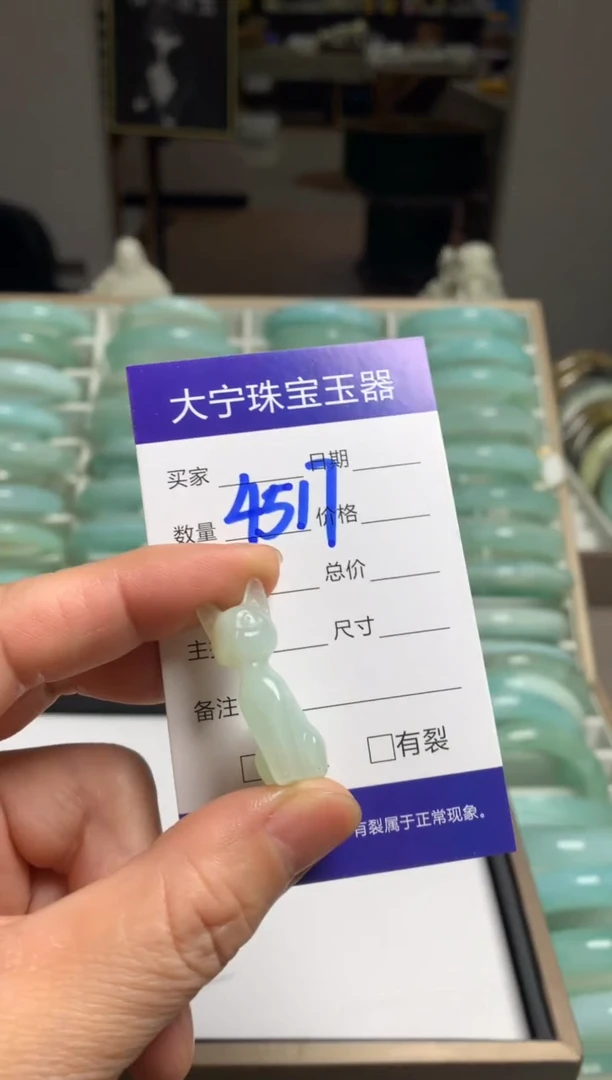 大宁珠宝玉器
买家 日期
4517
数量 价格
总价
主 尺寸
备注
有裂
有裂属于正常现象。